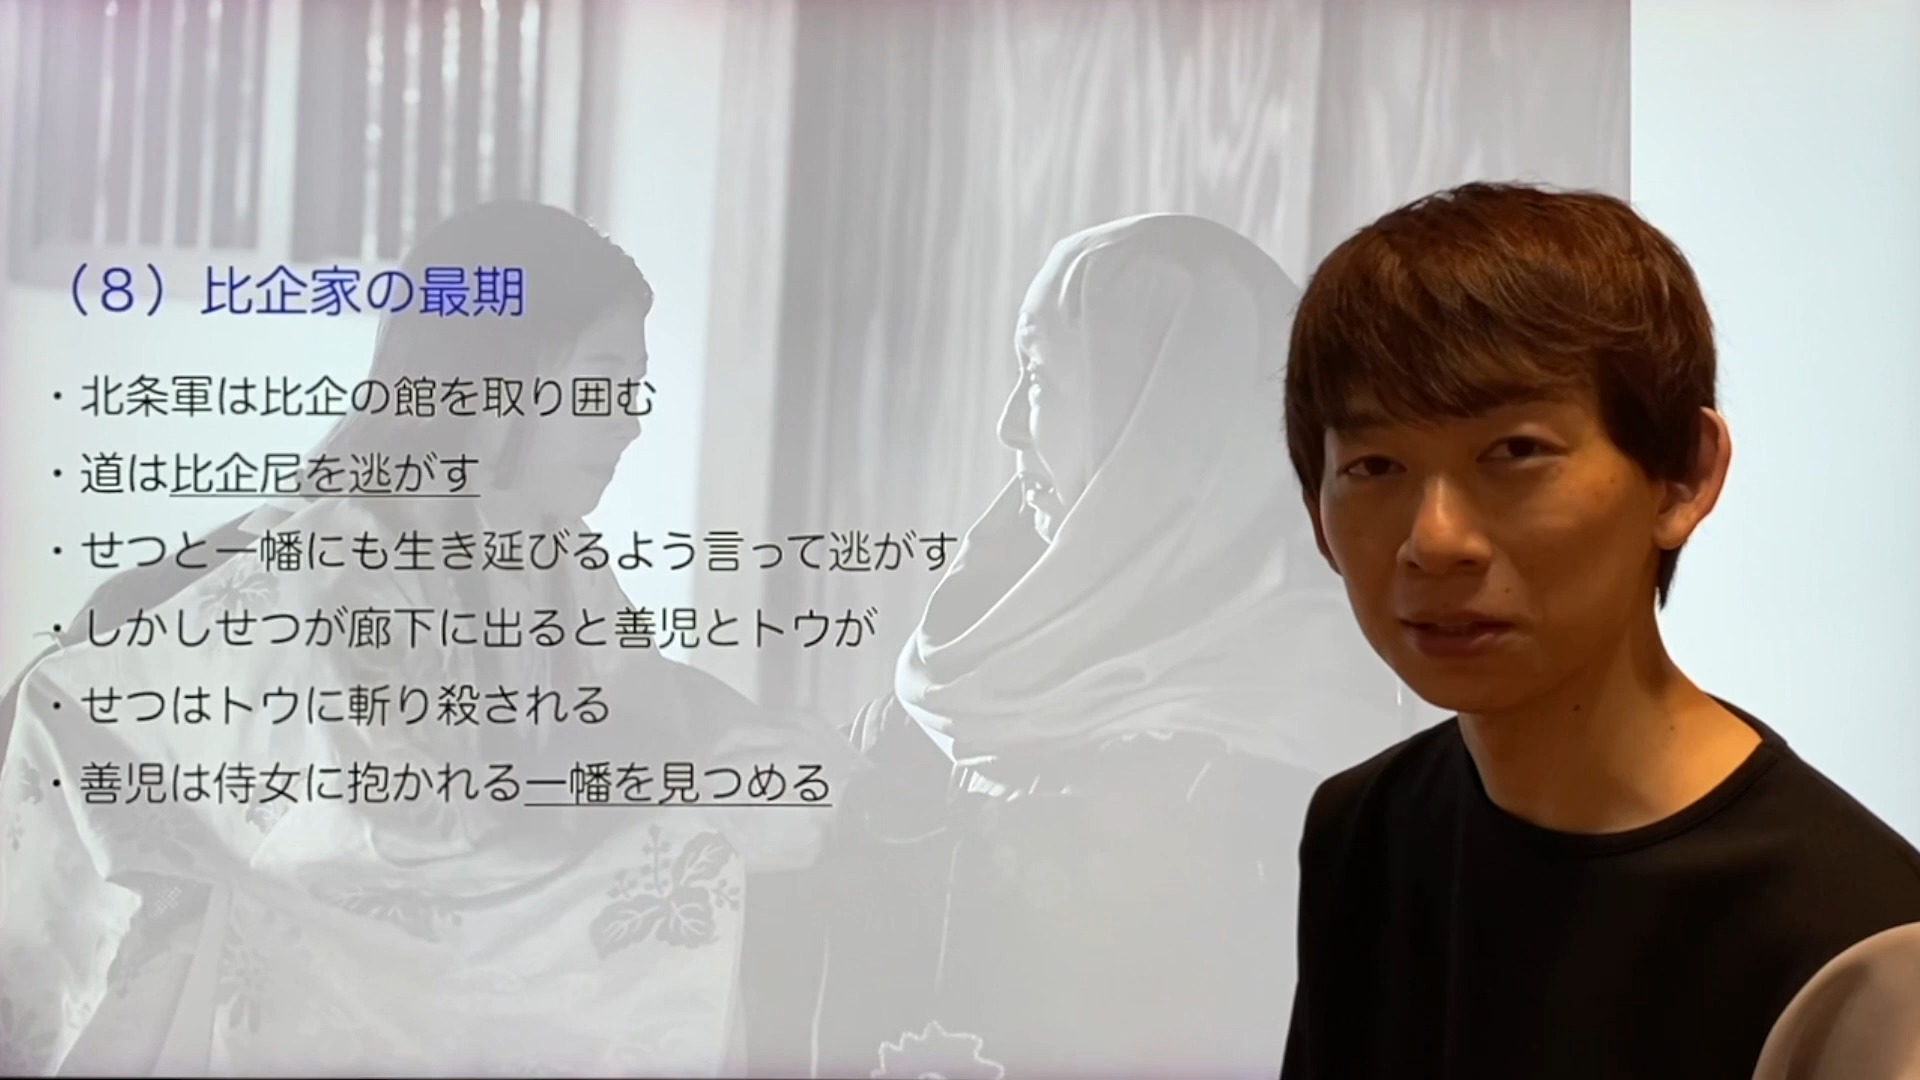 （８）比企家の最期
・北条軍は比企の館を取り囲む
・道は比企尼を逃がす
・せつと一幡にも生き延びるよう言って逃がす
・しかしせつが廊下に出ると善児とトウが
・せつはトウに斬り殺される
・善児は侍女に抱かれる一幡を見つめる